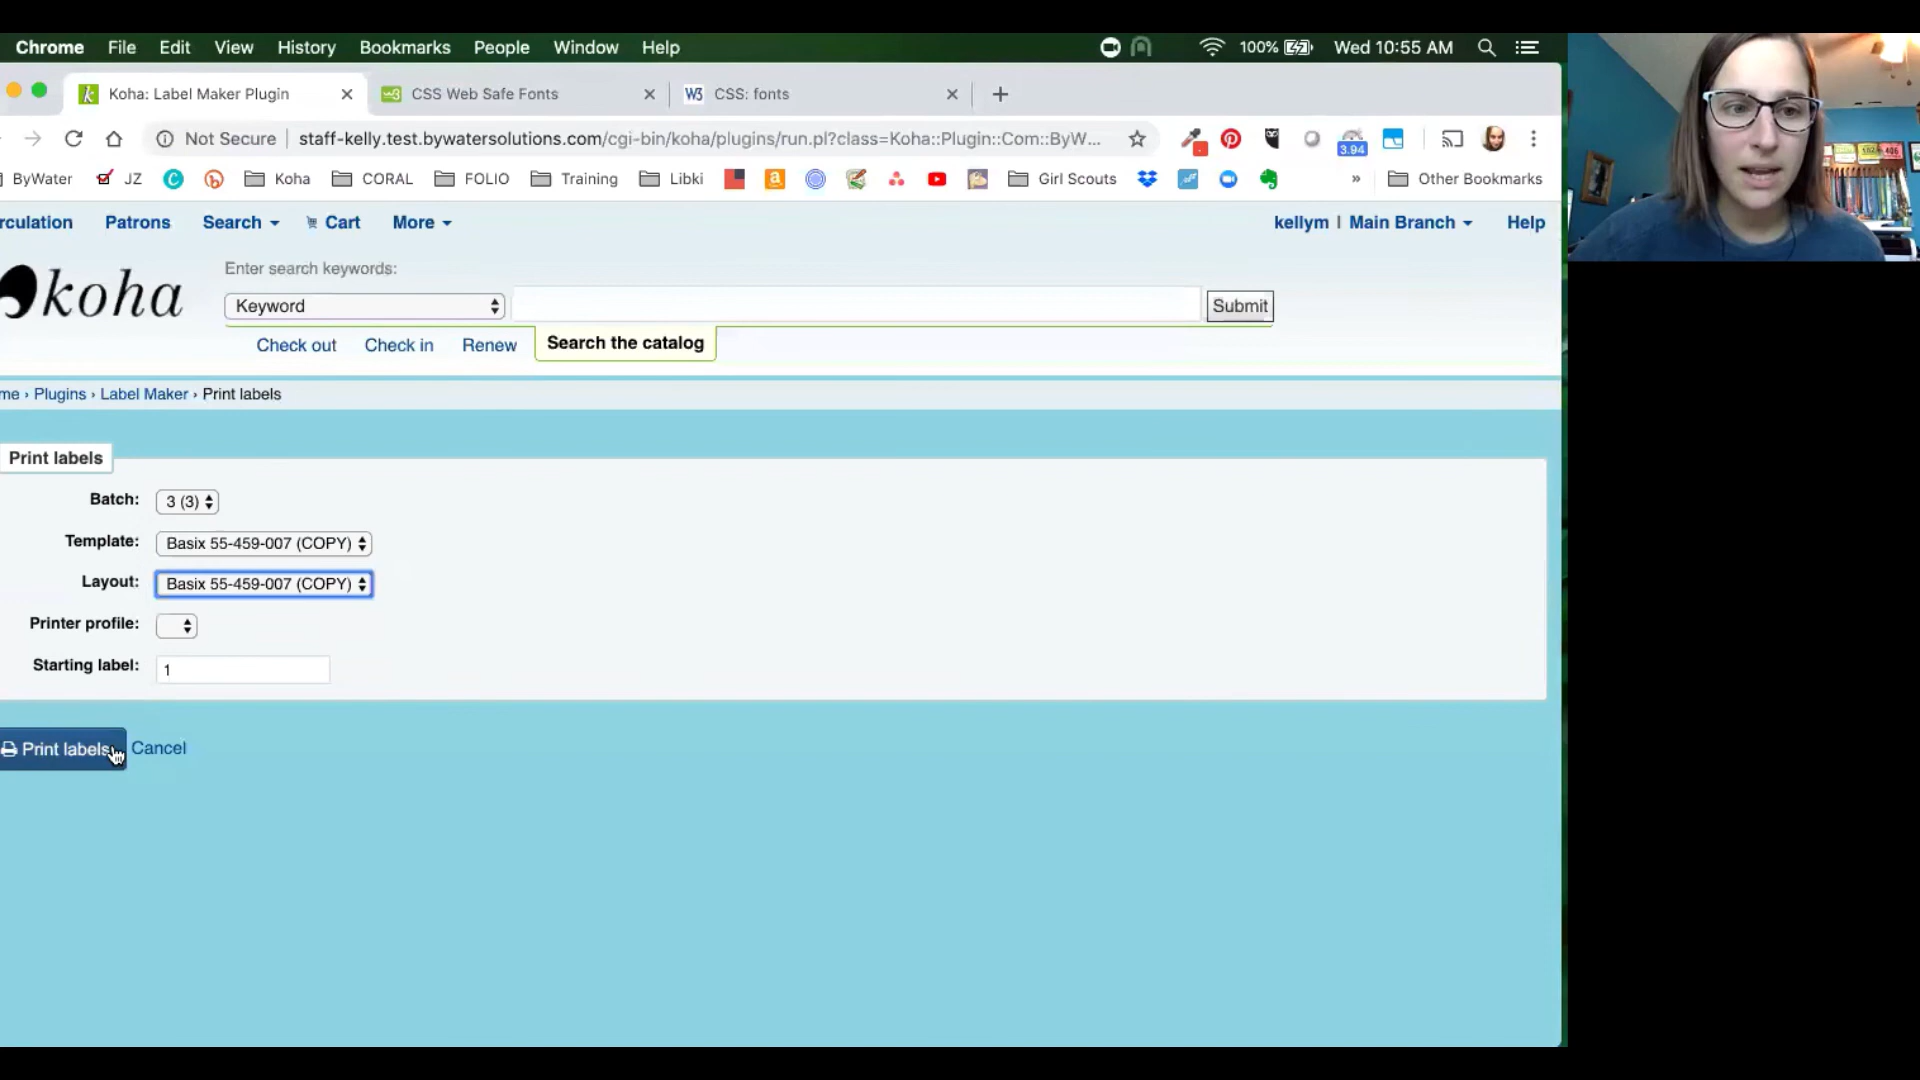 Chrome File Edit View History Bookmarks People Window Help 100% Wed 10:55 AM
Koha: Label Maker Plugin CSS Web Safe Fonts W3 CSS: fonts
Not Secure staff-kelly.test.bywatersolutions.com/cgi-bin/koha/plugins/run.pl?class=Koha::Plugin::Com::ByW... 3.94
ByWater JZ Koha CORAL FOLIO Training Libki Girl Scouts » Other Bookmarks
rculation Patrons Search Cart More kellym | Main Branch Help
koha
Enter search keywords:
Keyword Submit
Check out Check in Renew Search the catalog
me › Plugins › Label Maker › Print labels
Print labels
Batch: 3 (3)
Template: Basix 55-459-007 (COPY)
Layout: Basix 55-459-007 (COPY)
Printer profile:
Starting label: 1
Print labels Cancel